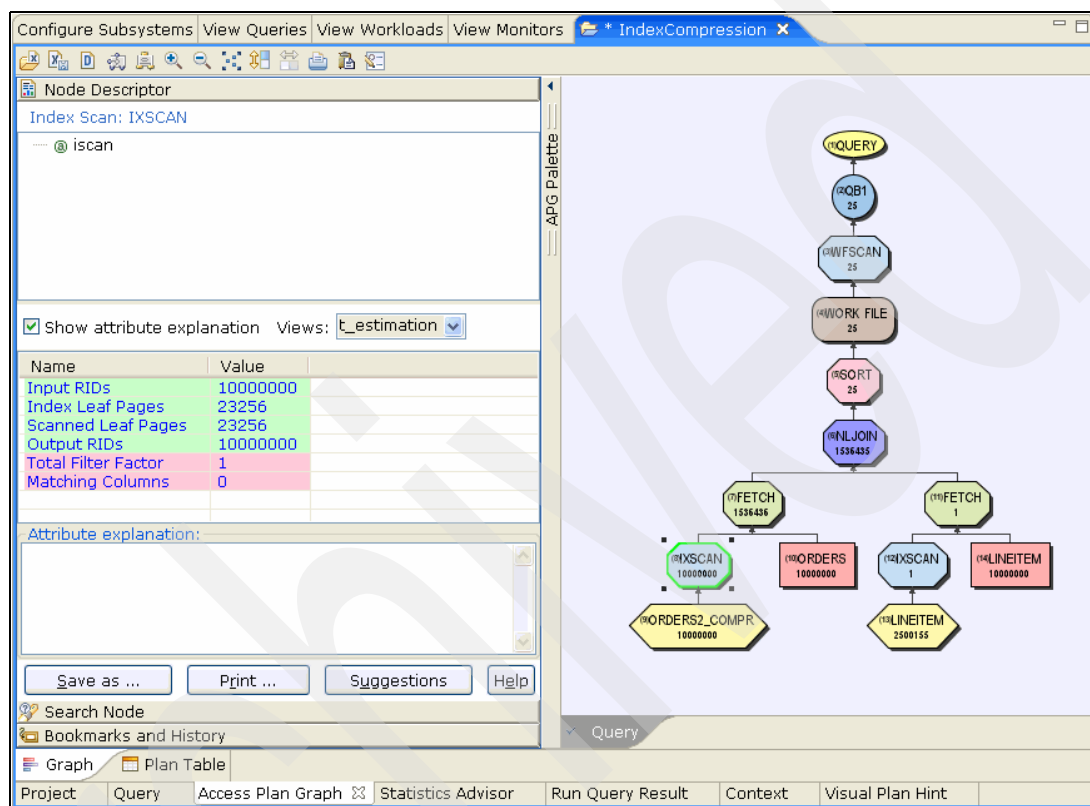 Configure Subsystems View Queries View Workloads View Monitors * IndexCompression
Node Descriptor
Index Scan: IXSCAN
iscan
Show attribute explanation Views: t_estimation
Name Value
Input RIDs 10000000
Index Leaf Pages 23256
Scanned Leaf Pages 23256
Output RIDs 10000000
Total Filter Factor 1
Matching Columns 0
Attribute explanation:
Save as ... Print ... Suggestions Help
Search Node
Bookmarks and History
APG Palette
(1)QUERY
(2)QB1
25
(3)WFSCAN
25
(4)WORK FILE
25
(5)SORT
25
(6)NLJOIN
1536435
(7)FETCH
1536436
(11)FETCH
1
(8)IXSCAN
10000000
(10)ORDERS
10000000
(12)IXSCAN
1
(14)LINEITEM
10000000
(9)ORDERS2_COMPR
10000000
(13)LINEITEM
2500155
Query
Graph Plan Table
Project Query Access Plan Graph Statistics Advisor Run Query Result Context Visual Plan Hint